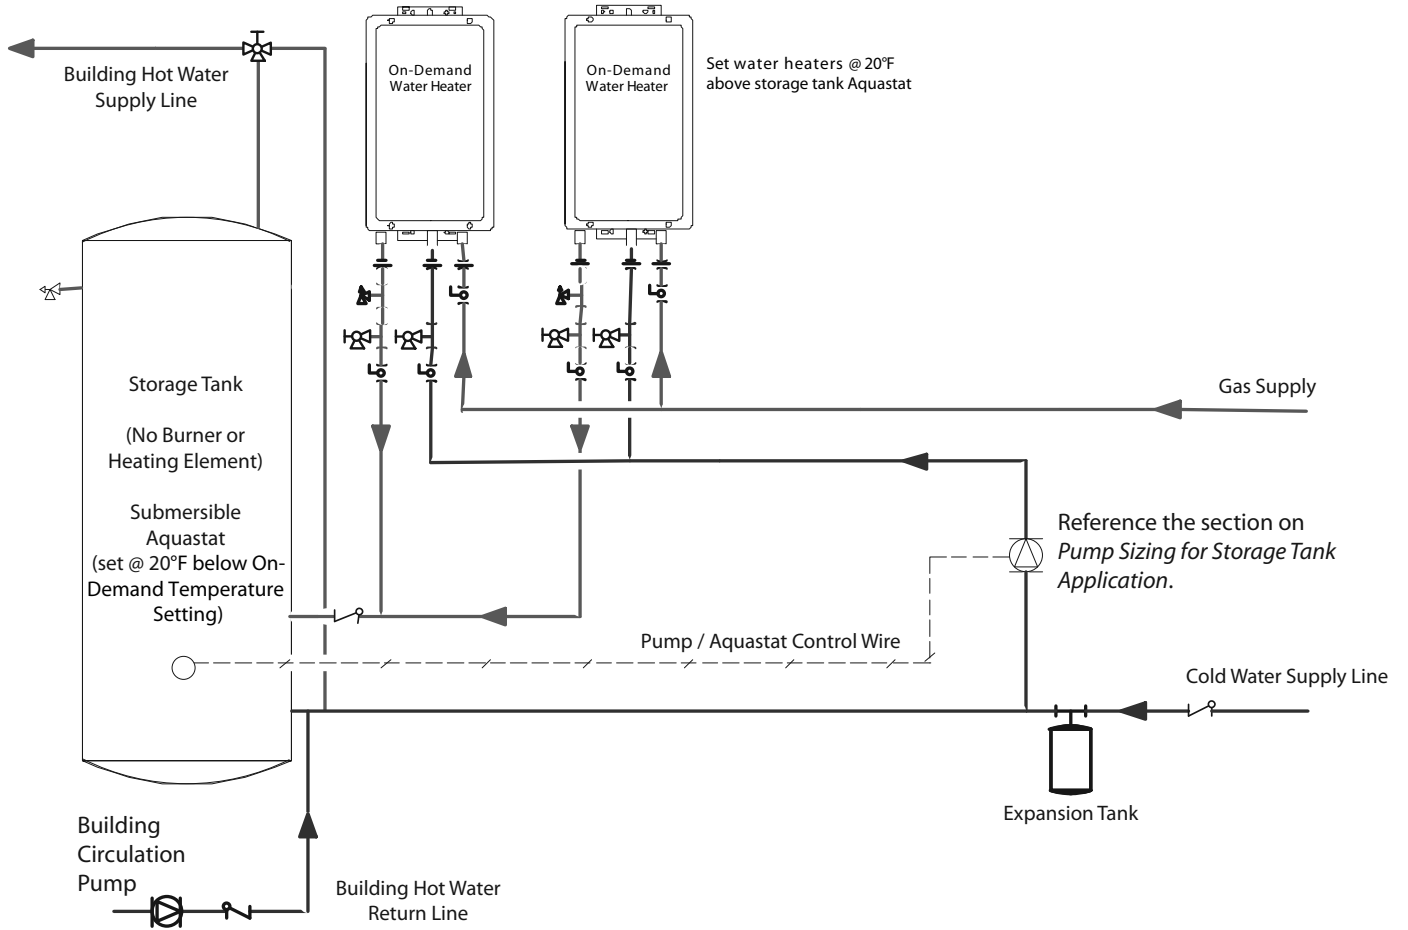 Building Hot Water
Supply Line
On-Demand
Water Heater
On-Demand
Water Heater
Set water heaters @ 20°F
above storage tank Aquastat
Storage Tank
(No Burner or
Heating Element)
Submersible
Aquastat
(set @ 20°F below On-
Demand Temperature
Setting)
Gas Supply
Reference the section on
Pump Sizing for Storage Tank
Application.
Pump / Aquastat Control Wire
Cold Water Supply Line
Expansion Tank
Building
Circulation
Pump
Building Hot Water
Return Line